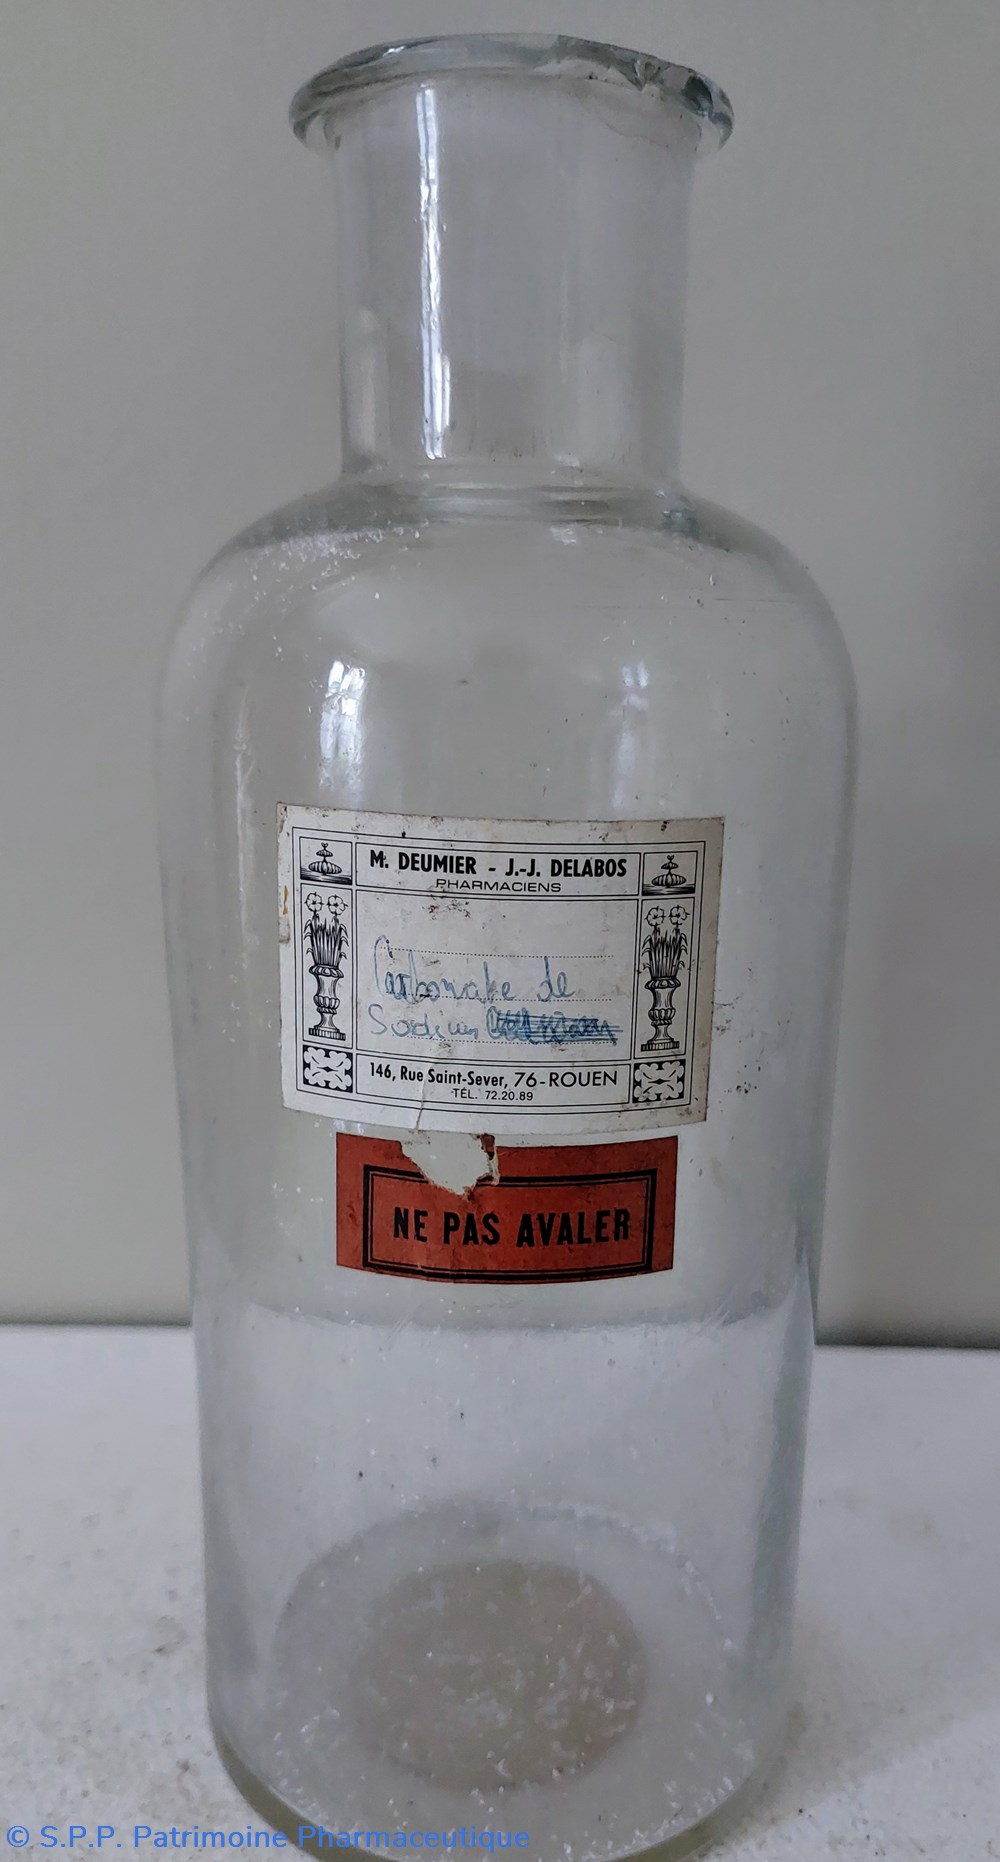 M. DEUMIER - J.-J. DELABOS
PHARMACIENS
Carbonate de
Sodium
146, Rue Saint-Sever, 76-ROUEN
TÉL. 72.20.89
NE PAS AVALER
© S.P.P. Patrimoine Pharmaceutique